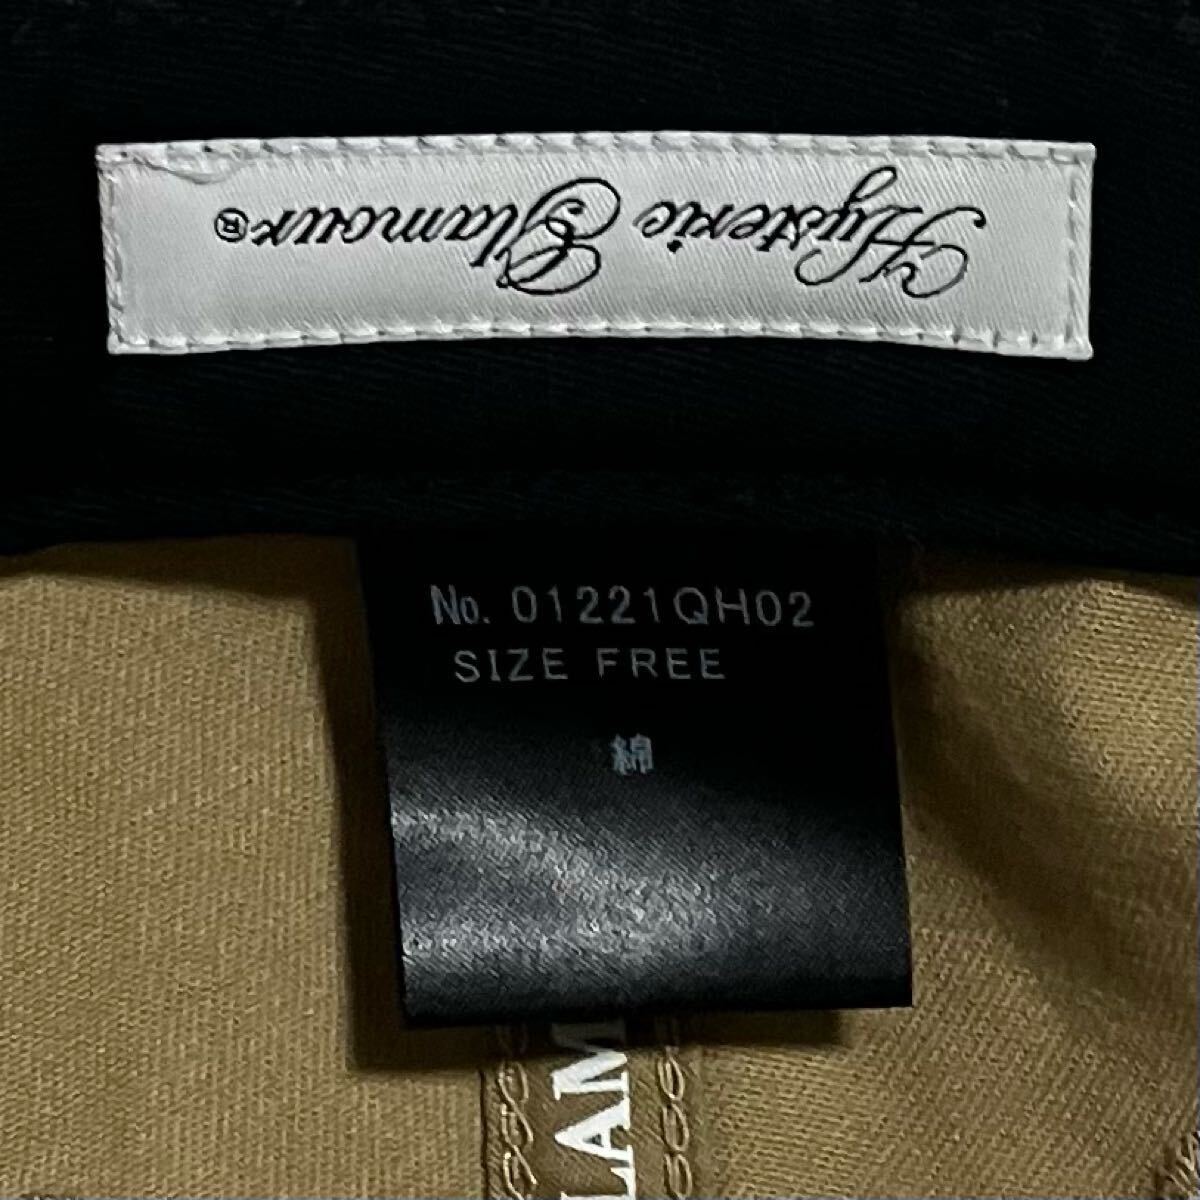 Hysteric Glamour®
No. 01221QH02
SIZE FREE
綿
LAM